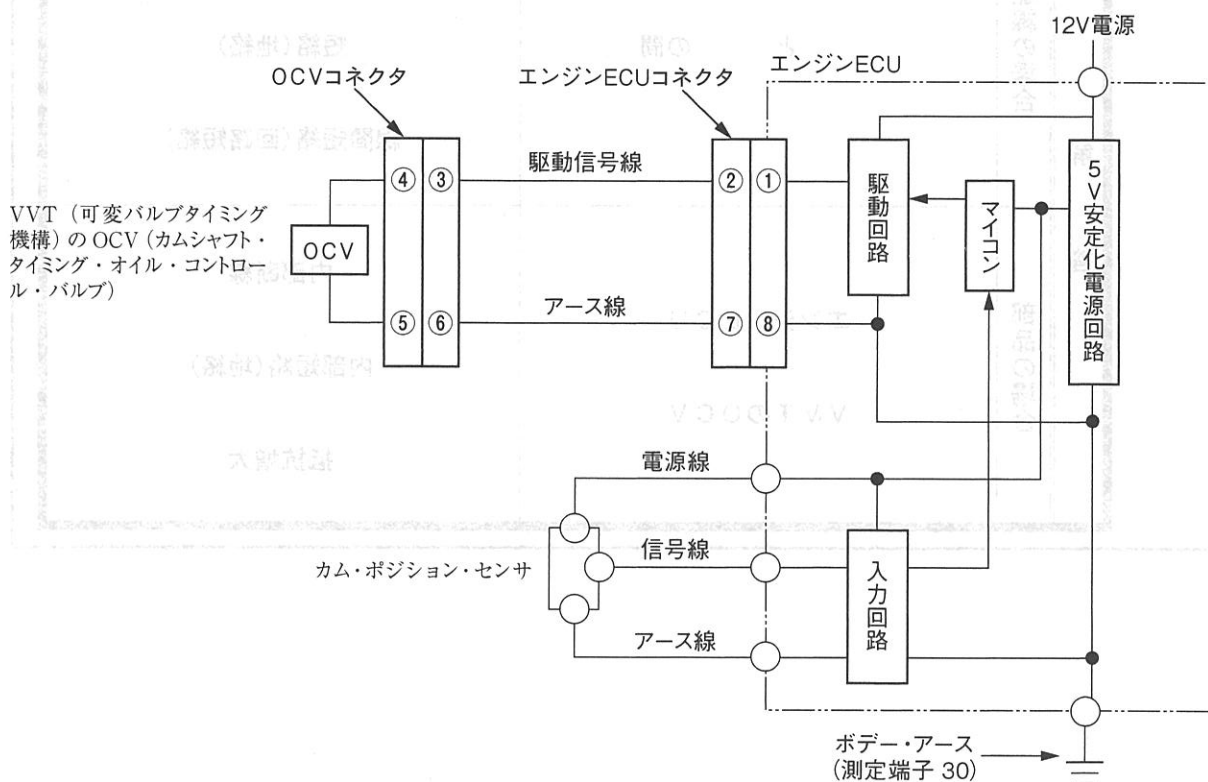 12V電源
エンジンECU
OCVコネクタ
エンジンECUコネクタ
駆動信号線
④
③
②
①
駆動回路
マイコン
5V安定化電源回路
VVT（可変バルブタイミング
機構）のOCV（カムシャフト・
タイミング・オイル・コントロー
ル・バルブ）
OCV
アース線
⑤
⑥
⑦
⑧
電源線
信号線
カム・ポジション・センサ
入力回路
アース線
ボデー・アース
（測定端子 30）